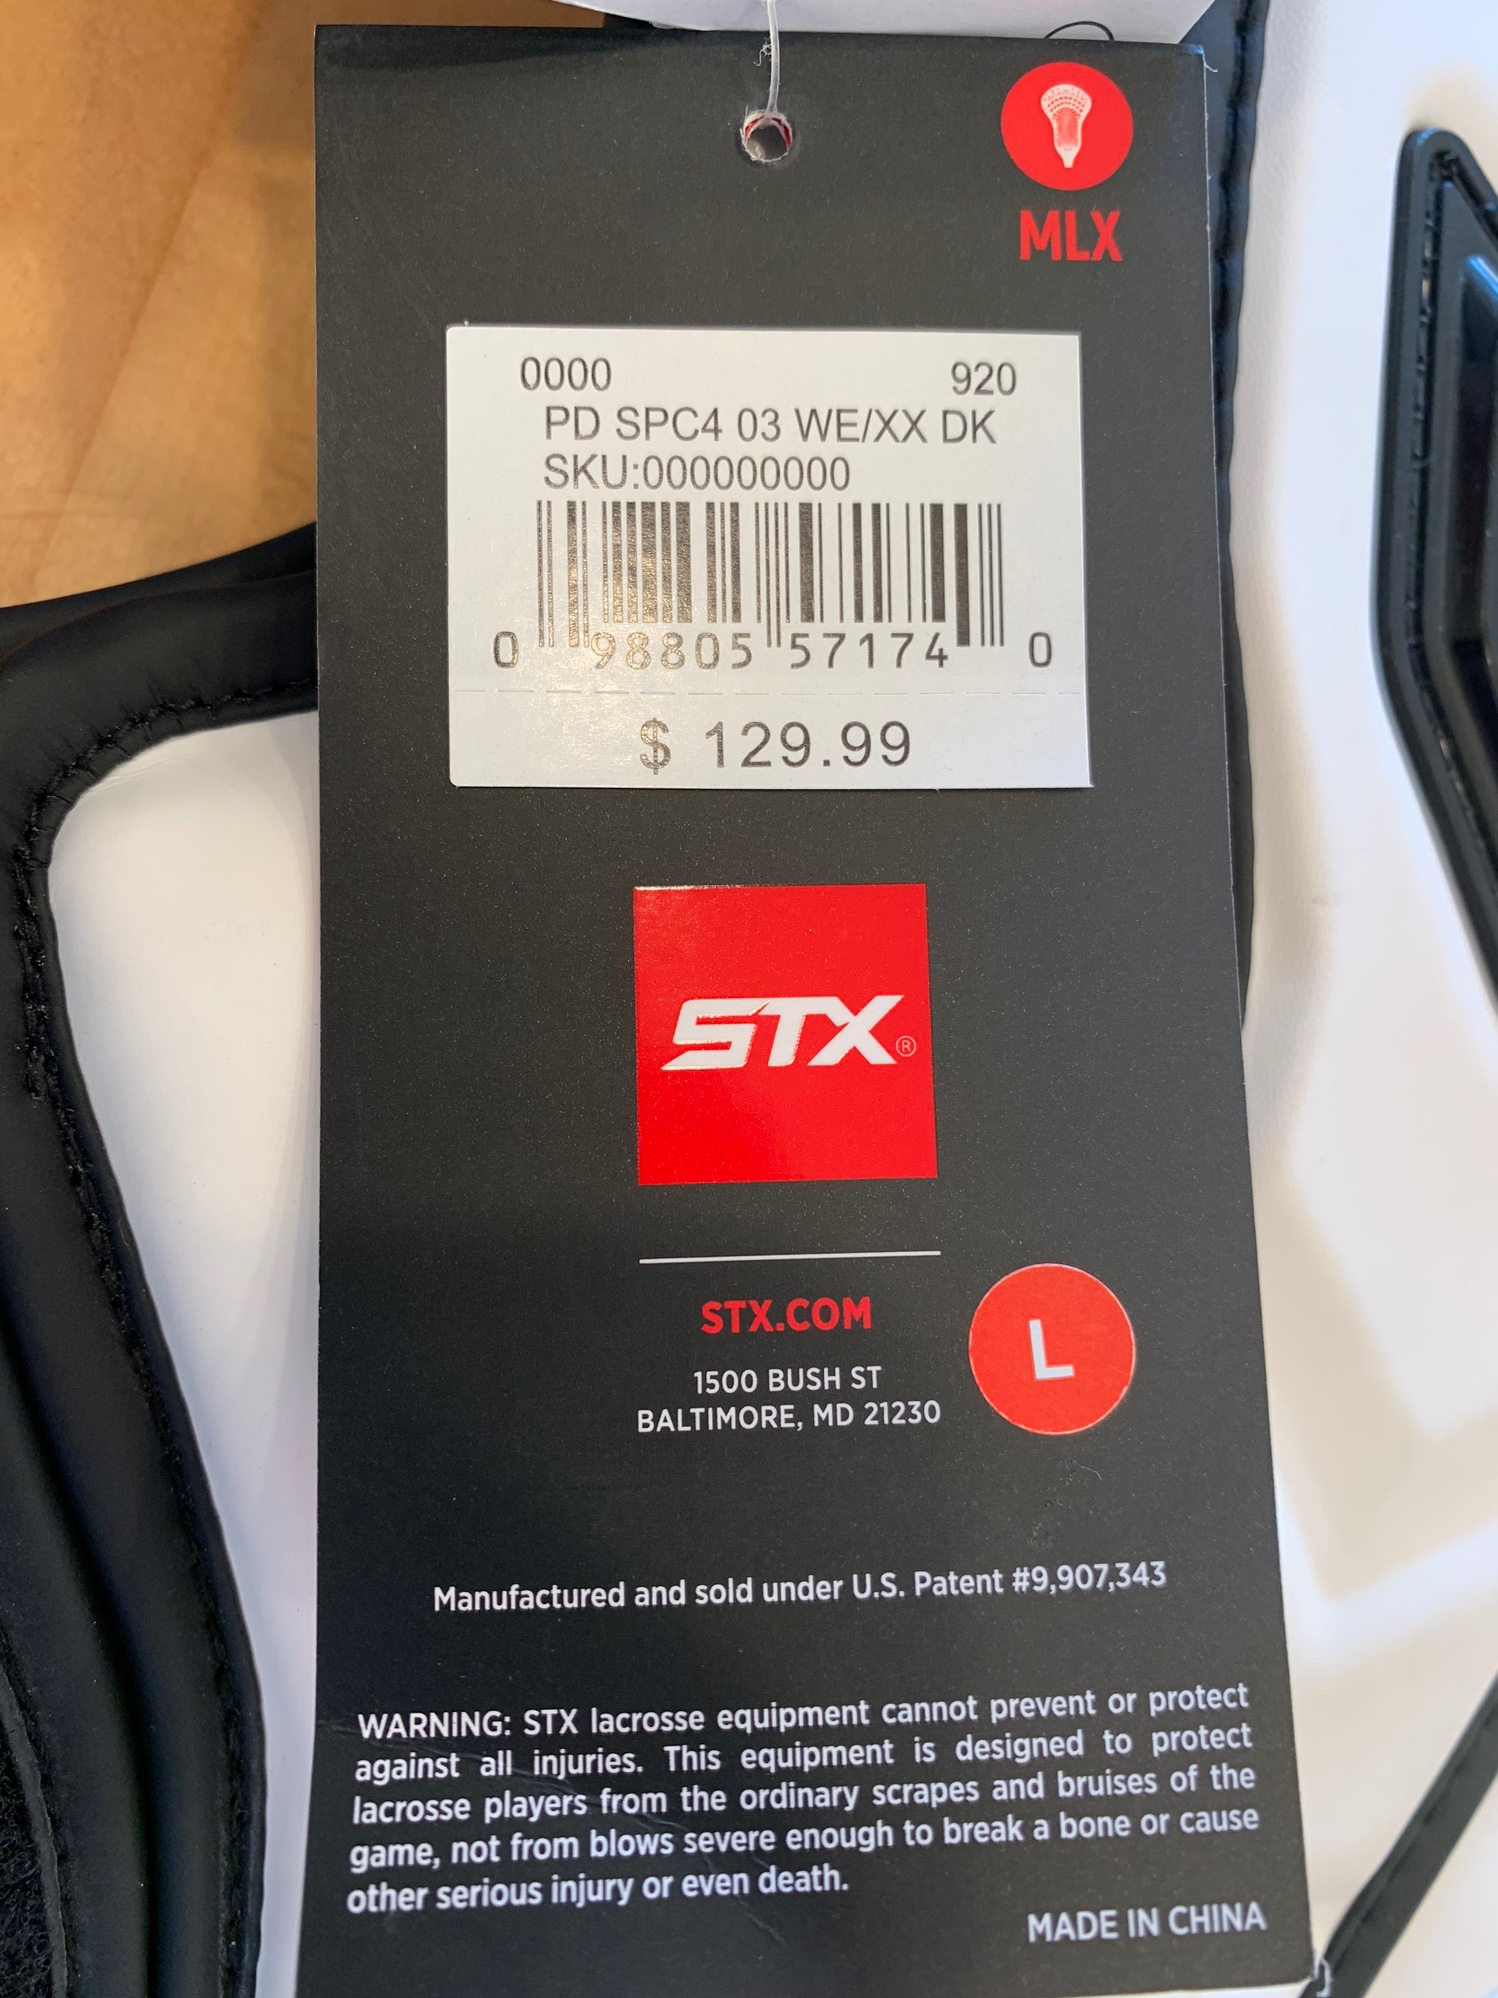 MLX
0000 920
PD SPC4 03 WE/XX DK
SKU:000000000
0 98805 57174 0
$ 129.99
STX®
STX.COM
L
1500 BUSH ST
BALTIMORE, MD 21230
Manufactured and sold under U.S. Patent #9,907,343
WARNING: STX lacrosse equipment cannot prevent or protect
against all injuries. This equipment is designed to protect
lacrosse players from the ordinary scrapes and bruises of the
game, not from blows severe enough to break a bone or cause
other serious injury or even death.
MADE IN CHINA